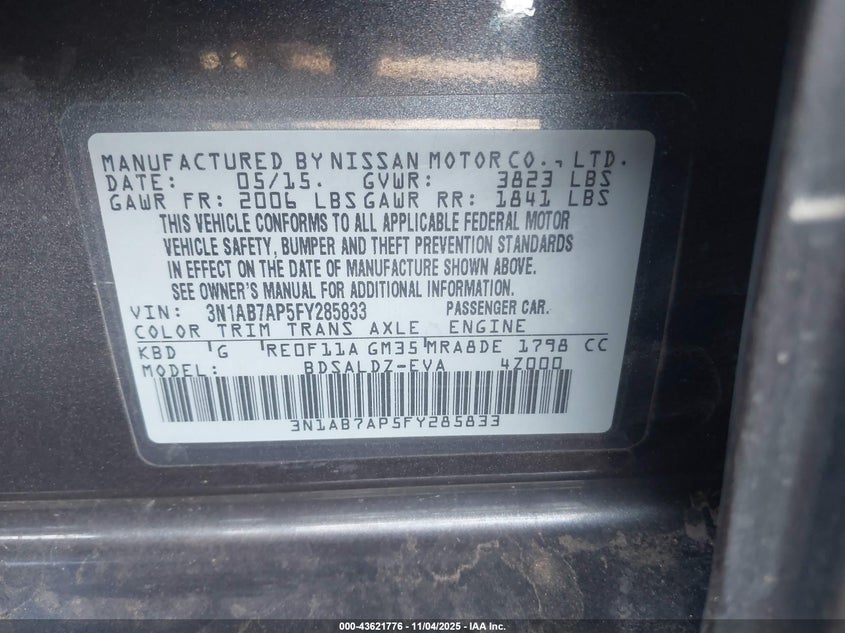 MANUFACTURED BY NISSAN MOTOR CO., LTD.
DATE: 05/15. GVWR: 3823 LBS
GAWR FR: 2006 LBS GAWR RR: 1841 LBS
THIS VEHICLE CONFORMS TO ALL APPLICABLE FEDERAL MOTOR
VEHICLE SAFETY, BUMPER AND THEFT PREVENTION STANDARDS
IN EFFECT ON THE DATE OF MANUFACTURE SHOWN ABOVE.
SEE OWNER'S MANUAL FOR ADDITIONAL INFORMATION.
VIN: 3N1AB7AP5FY285833 PASSENGER CAR.
COLOR TRIM TRANS AXLE ENGINE
KBD G RE0F11A GM35 MRA8DE 1798 CC
MODEL: BDSALDZ-EVA 4Z000
3N1AB7AP5FY285833
000-43621776 | 11/04/2025 | IAA Inc.